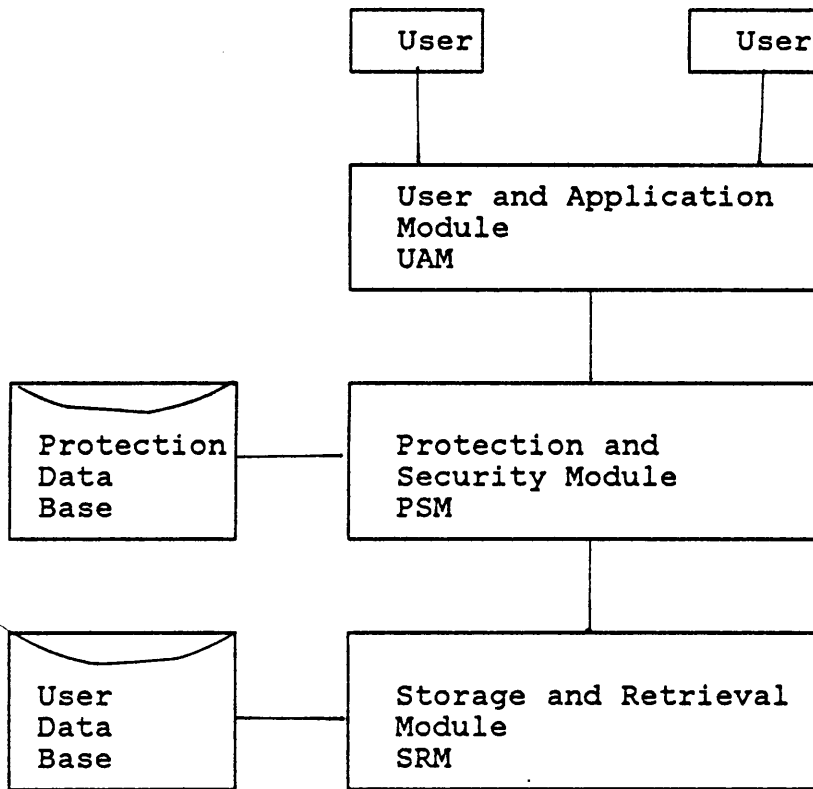 User
User
User and Application
Module
UAM
Protection
Data
Base
Protection and
Security Module
PSM
User
Data
Base
Storage and Retrieval
Module
SRM